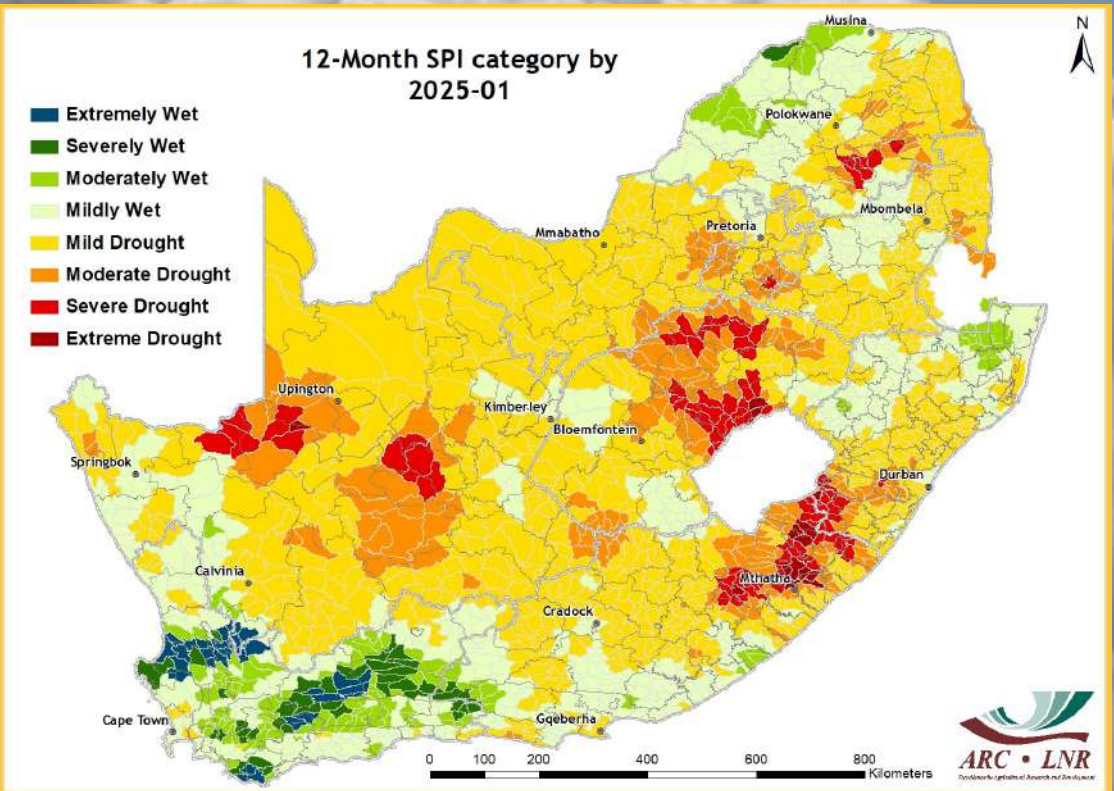 12-Month SPI category by
2025-01
N
Extremely Wet
Severely Wet
Moderately Wet
Mildly Wet
Mild Drought
Moderate Drought
Severe Drought
Extreme Drought
Musina
Polokwane
Mbombela
Pretoria
Mmabatho
Upington
Kimberley
Bloemfontein
Springbok
Durban
Calvinia
Mthatha
Cradock
Cape Town
Gqeberha
0 100 200 400 600 800
Kilometers
ARC • LNR